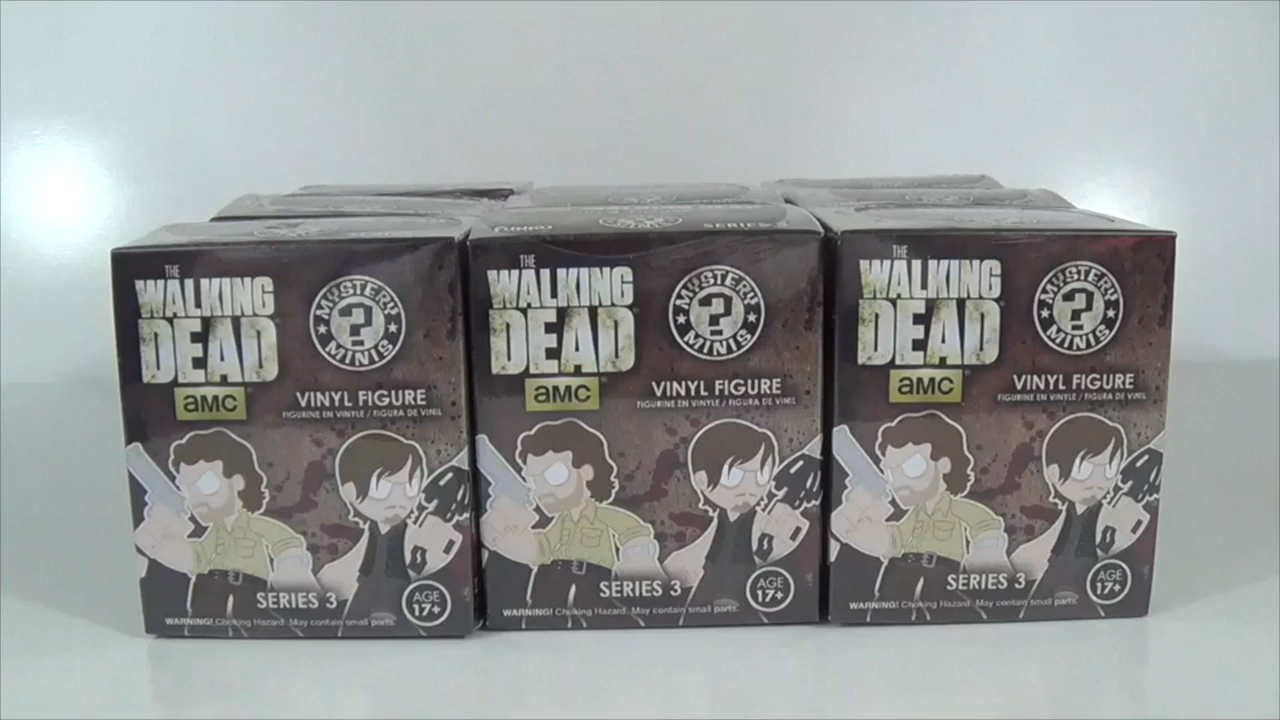 Funko
SERIES 3
THE
WALKING
DEAD
amc
MYSTERY
?
MINIS
VINYL FIGURE
FIGURINE EN VINYLE / FIGURA DE VINIL
SERIES 3
AGE
17+
WARNING! Choking Hazard. May contain small parts.
THE
WALKING
DEAD
amc
MYSTERY
?
MINIS
VINYL FIGURE
FIGURINE EN VINYLE / FIGURA DE VINIL
SERIES 3
AGE
17+
WARNING! Choking Hazard. May contain small parts.
THE
WALKING
DEAD
amc
MYSTERY
?
MINIS
VINYL FIGURE
FIGURINE EN VINYLE / FIGURA DE VINIL
SERIES 3
AGE
17+
WARNING! Choking Hazard. May contain small parts.